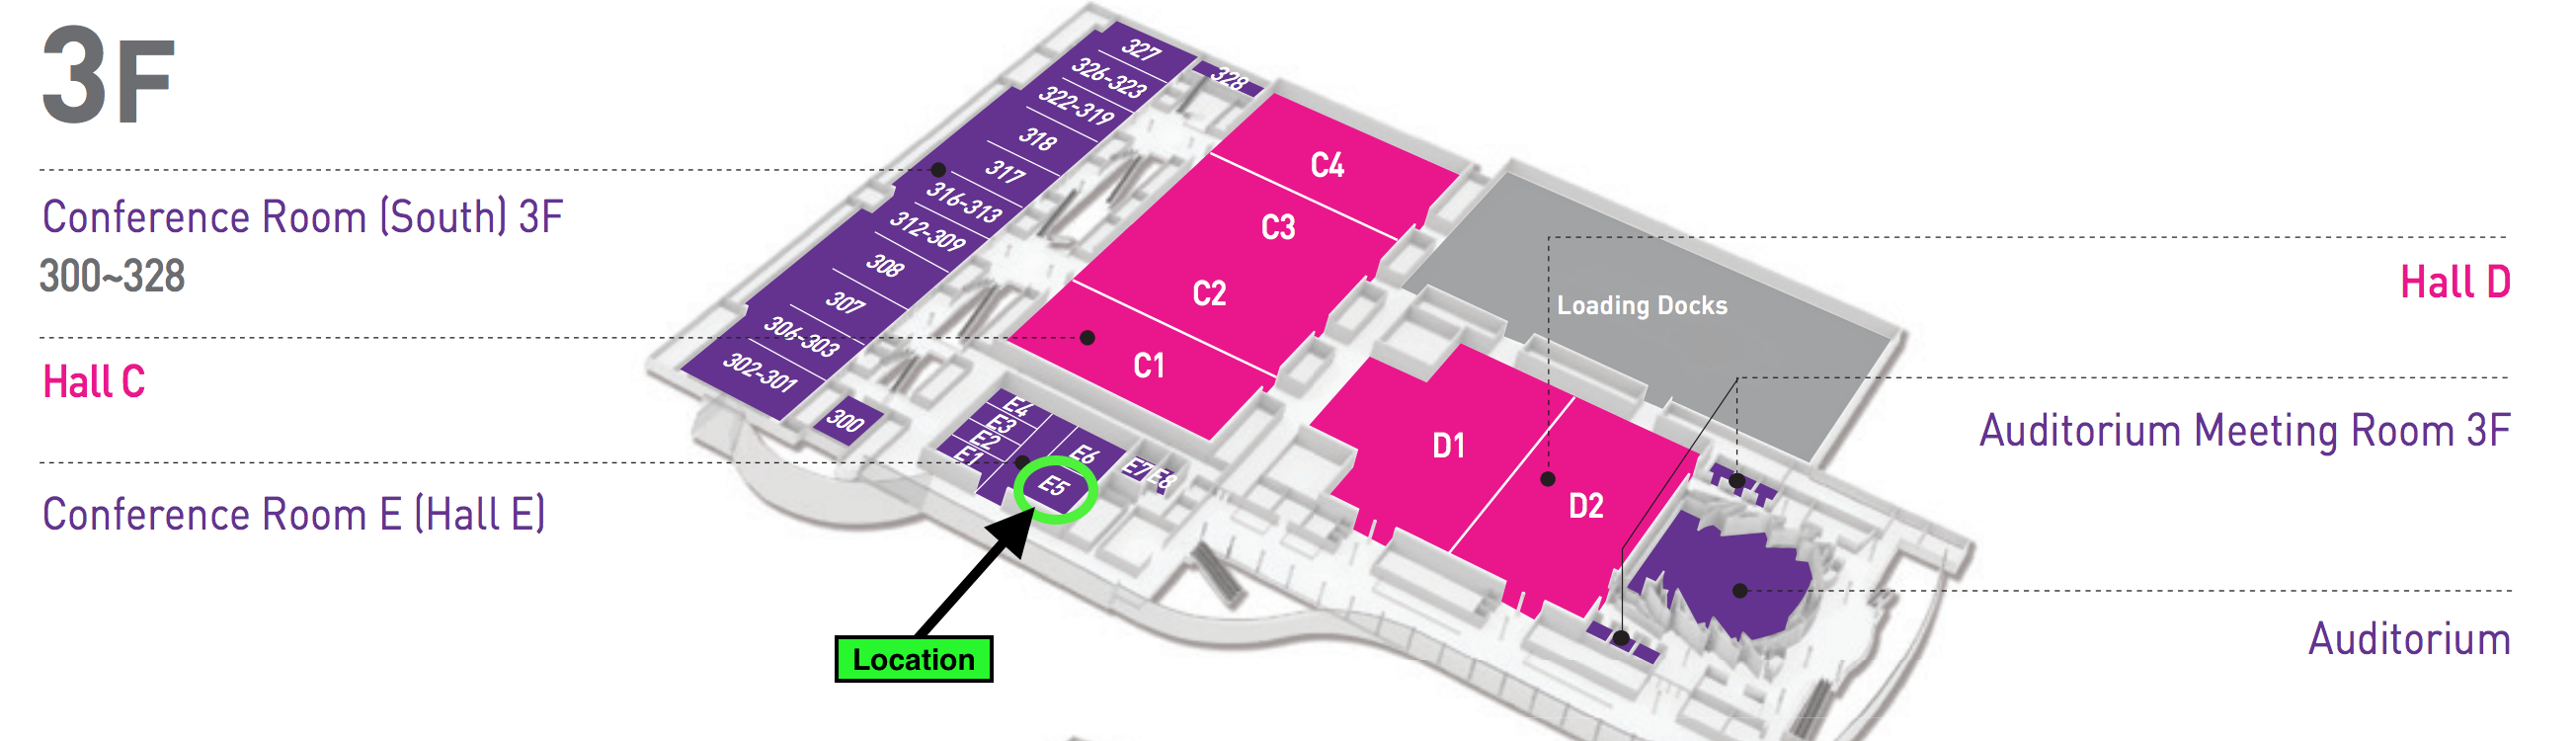 3F
Conference Room (South) 3F
300~328
Hall C
Conference Room E (Hall E)
327
326-323
322-319
318
317
316-313
312-309
308
307
306-303
302-301
300
328
C4
C3
C2
C1
E4
E3
E2
E1
E6
E5
E7
E8
Location
Loading Docks
D1
D2
Hall D
Auditorium Meeting Room 3F
Auditorium